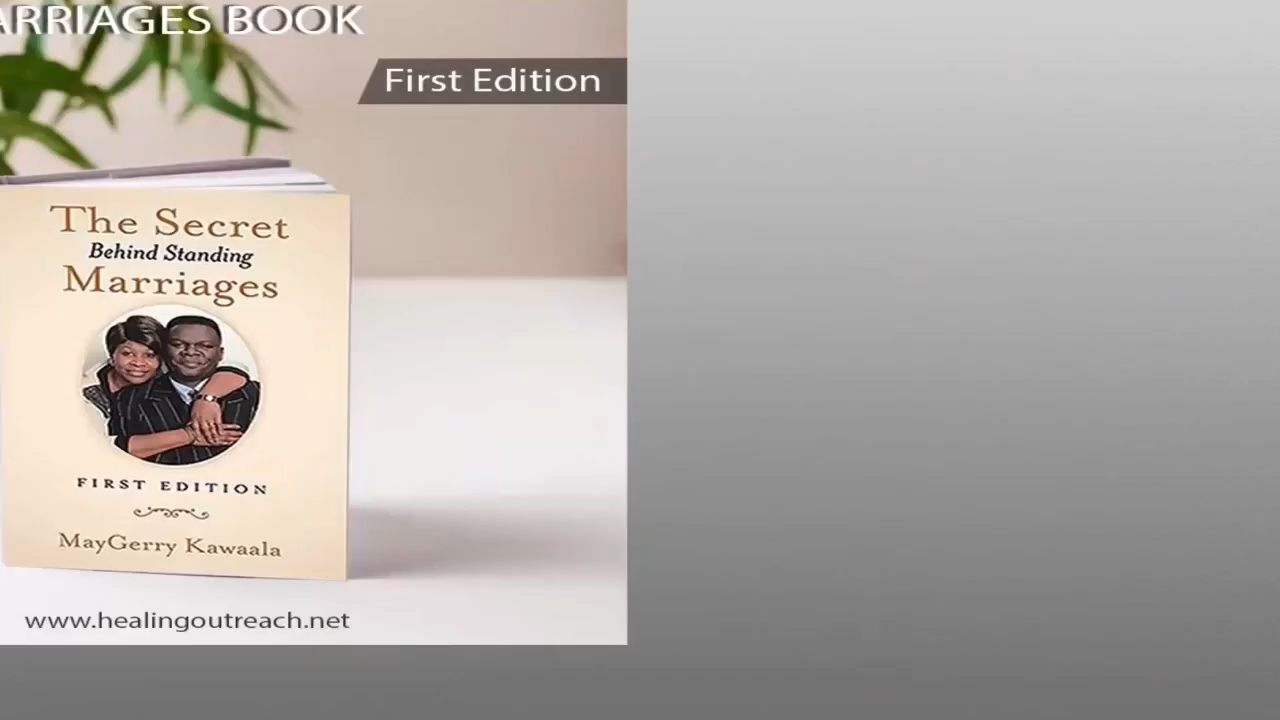 ARRIAGES BOOK
First Edition
The Secret
Behind Standing
Marriages
FIRST EDITION
MayGerry Kawaala
www.healingoutreach.net